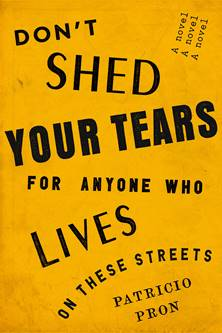 DON'T
SHED
YOUR TEARS
FOR ANYONE WHO
LIVES
ON THESE STREETS
PATRICIO
PRON
A novel
A novel
A novel